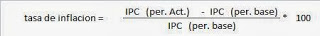 tasa de inflacion = IPC (per. Act.) - IPC (per. base) * 100
IPC (per. base)